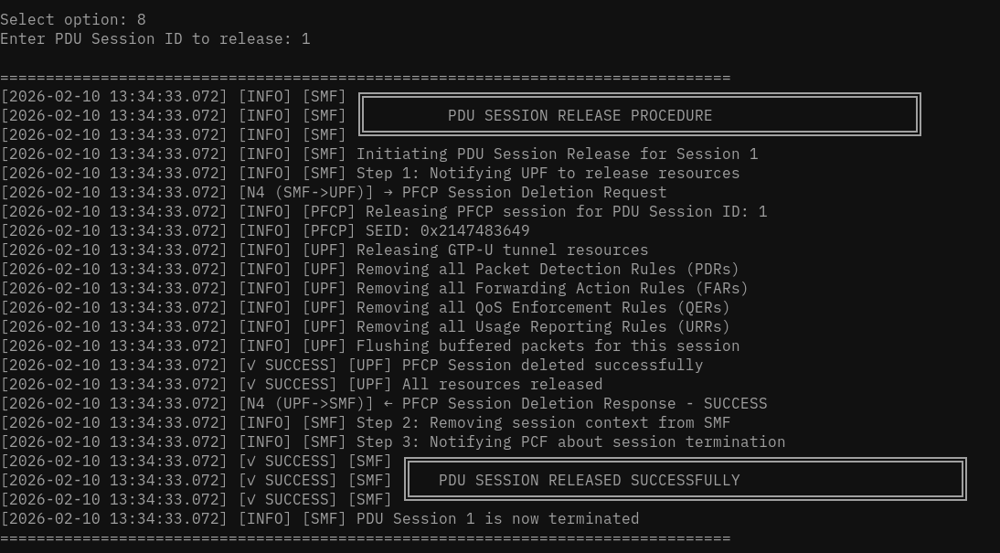 Select option: 8
Enter PDU Session ID to release: 1
================================================================================
[2026-02-10 13:34:33.072] [INFO] [SMF]
[2026-02-10 13:34:33.072] [INFO] [SMF] PDU SESSION RELEASE PROCEDURE
[2026-02-10 13:34:33.072] [INFO] [SMF]
[2026-02-10 13:34:33.072] [INFO] [SMF] Initiating PDU Session Release for Session 1
[2026-02-10 13:34:33.072] [INFO] [SMF] Step 1: Notifying UPF to release resources
[2026-02-10 13:34:33.072] [N4 (SMF->UPF)] → PFCP Session Deletion Request
[2026-02-10 13:34:33.072] [INFO] [PFCP] Releasing PFCP session for PDU Session ID: 1
[2026-02-10 13:34:33.072] [INFO] [PFCP] SEID: 0x2147483649
[2026-02-10 13:34:33.072] [INFO] [UPF] Releasing GTP-U tunnel resources
[2026-02-10 13:34:33.072] [INFO] [UPF] Removing all Packet Detection Rules (PDRs)
[2026-02-10 13:34:33.072] [INFO] [UPF] Removing all Forwarding Action Rules (FARs)
[2026-02-10 13:34:33.072] [INFO] [UPF] Removing all QoS Enforcement Rules (QERs)
[2026-02-10 13:34:33.072] [INFO] [UPF] Removing all Usage Reporting Rules (URRs)
[2026-02-10 13:34:33.072] [INFO] [UPF] Flushing buffered packets for this session
[2026-02-10 13:34:33.072] [√ SUCCESS] [UPF] PFCP Session deleted successfully
[2026-02-10 13:34:33.072] [√ SUCCESS] [UPF] All resources released
[2026-02-10 13:34:33.072] [N4 (UPF->SMF)] ← PFCP Session Deletion Response - SUCCESS
[2026-02-10 13:34:33.072] [INFO] [SMF] Step 2: Removing session context from SMF
[2026-02-10 13:34:33.072] [INFO] [SMF] Step 3: Notifying PCF about session termination
[2026-02-10 13:34:33.072] [√ SUCCESS] [SMF]
[2026-02-10 13:34:33.072] [√ SUCCESS] [SMF] PDU SESSION RELEASED SUCCESSFULLY
[2026-02-10 13:34:33.072] [√ SUCCESS] [SMF]
[2026-02-10 13:34:33.072] [INFO] [SMF] PDU Session 1 is now terminated
================================================================================